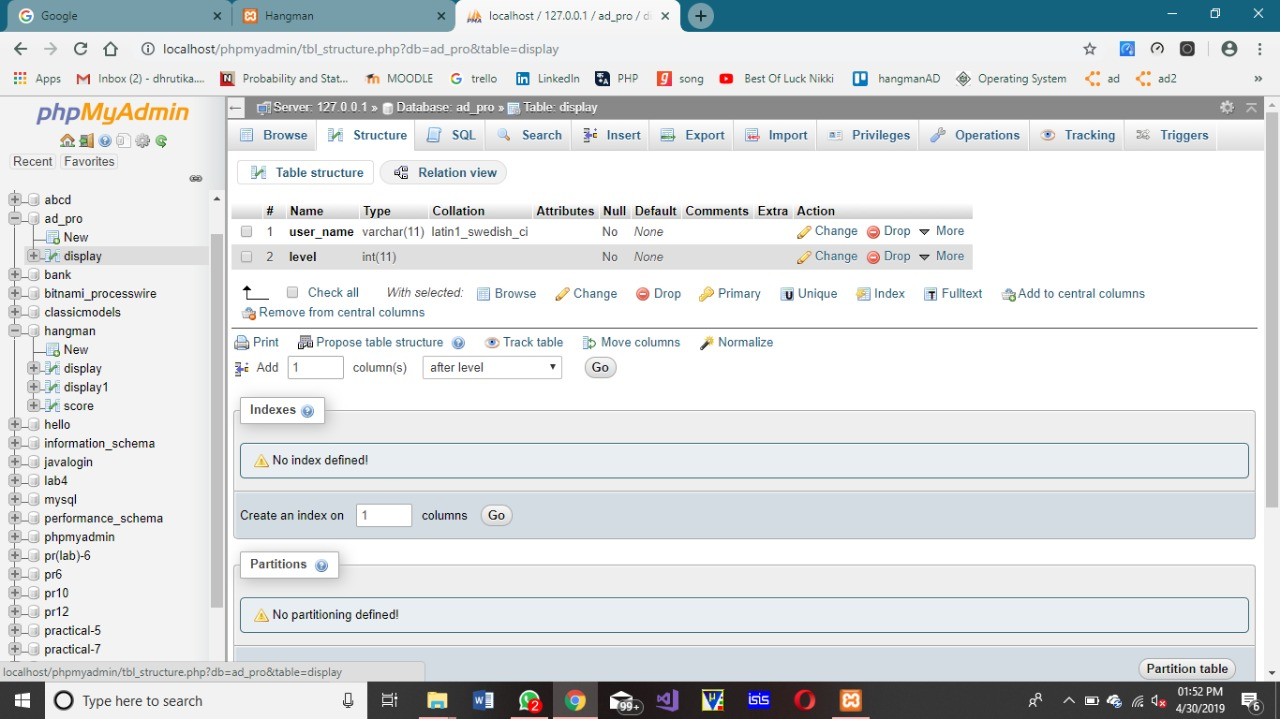 Google
Hangman
localhost / 127.0.0.1 / ad_pro / di
localhost/phpmyadmin/tbl_structure.php?db=ad_pro&table=display
Apps
Inbox (2) - dhrutika....
Probability and Stat...
MOODLE
trello
LinkedIn
PHP
song
Best Of Luck Nikki
hangmanAD
Operating System
ad
ad2
»
phpMyAdmin
Recent Favorites
abcd
ad_pro
New
display
bank
bitnami_processwire
classicmodels
hangman
New
display
display1
score
hello
information_schema
javalogin
lab4
mysql
performance_schema
phpmyadmin
pr(lab)-6
pr6
pr10
pr12
practical-5
practical-7
Server: 127.0.0.1 » Database: ad_pro » Table: display
Browse Structure SQL Search Insert Export Import Privileges Operations Tracking Triggers
Table structure Relation view
# Name Type Collation Attributes Null Default Comments Extra Action
1 user_name varchar(11) latin1_swedish_ci No None Change Drop More
2 level int(11) No None Change Drop More
Check all With selected: Browse Change Drop Primary Unique Index Fulltext Add to central columns
Remove from central columns
Print Propose table structure Track table Move columns Normalize
Add 1 column(s) after level Go
Indexes
No index defined!
Create an index on 1 columns Go
Partitions
No partitioning defined!
Partition table
localhost/phpmyadmin/tbl_structure.php?db=ad_pro&table=display
Type here to search
2
99+
isis
01:52 PM
4/30/2019
6